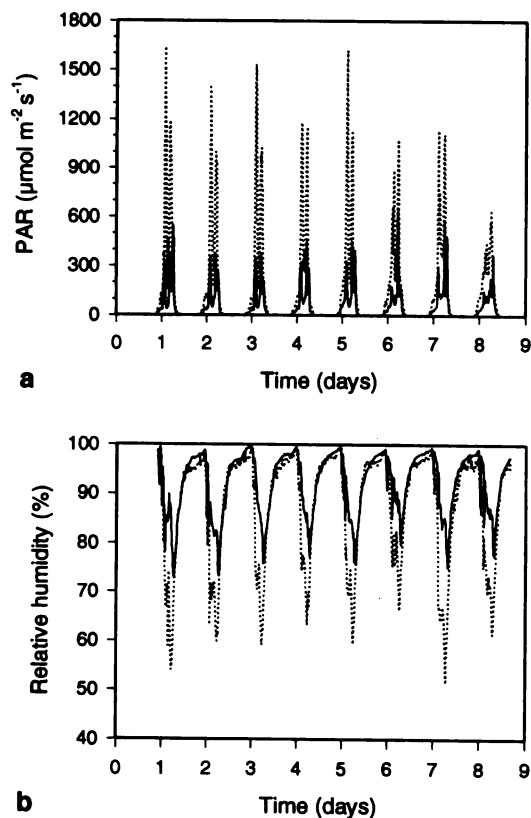 1800
1500
1200
900
600
300
0
PAR (µmol m⁻² s⁻¹)
0 1 2 3 4 5 6 7 8 9
a
Time (days)
100
90
80
70
60
50
40
Relative humidity (%)
0 1 2 3 4 5 6 7 8 9
b
Time (days)